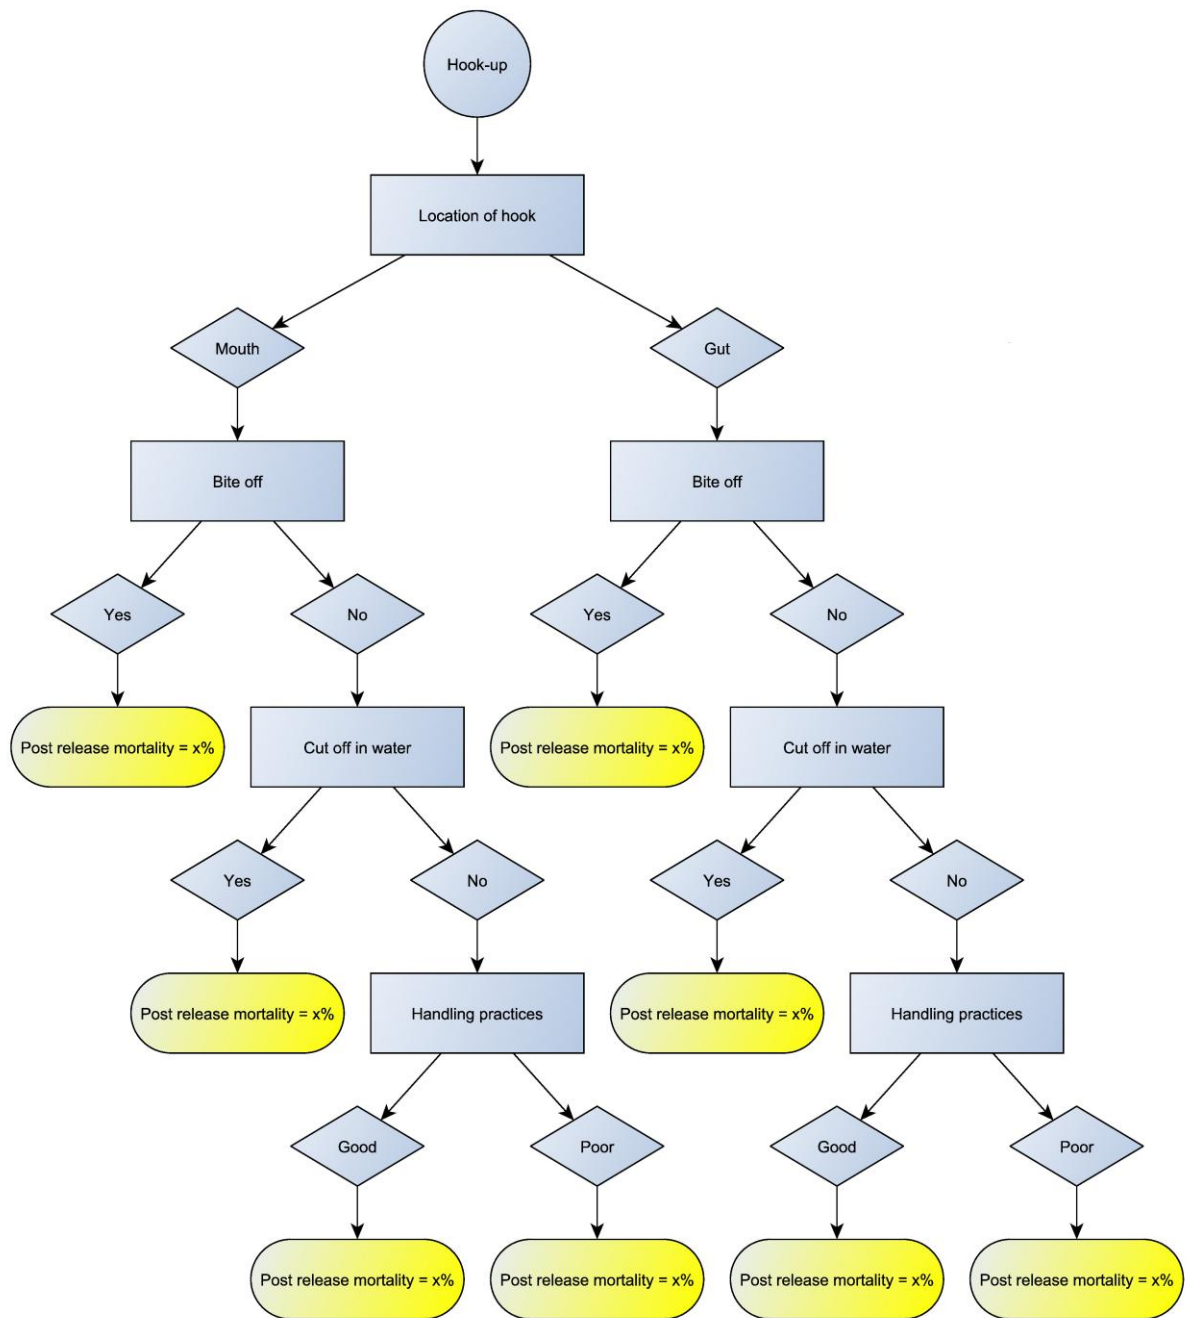 Hook-up
Location of hook
Mouth
Gut
Bite off
Bite off
Yes
No
Yes
No
Post release mortality = x%
Cut off in water
Post release mortality = x%
Cut off in water
Yes
No
Yes
No
Post release mortality = x%
Handling practices
Post release mortality = x%
Handling practices
Good
Poor
Good
Poor
Post release mortality = x%
Post release mortality = x%
Post release mortality = x%
Post release mortality = x%